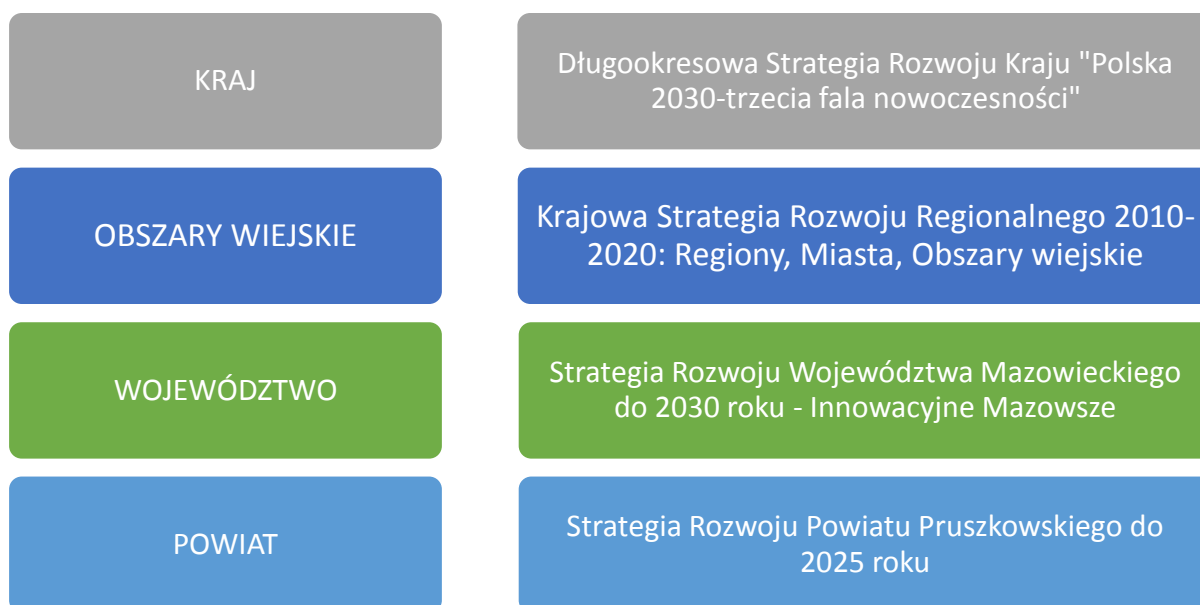 KRAJ
Długookresowa Strategia Rozwoju Kraju "Polska
2030-trzecia fala nowoczesności"
OBSZARY WIEJSKIE
Krajowa Strategia Rozwoju Regionalnego 2010-
2020: Regiony, Miasta, Obszary wiejskie
WOJEWÓDZTWO
Strategia Rozwoju Województwa Mazowieckiego
do 2030 roku - Innowacyjne Mazowsze
POWIAT
Strategia Rozwoju Powiatu Pruszkowskiego do
2025 roku